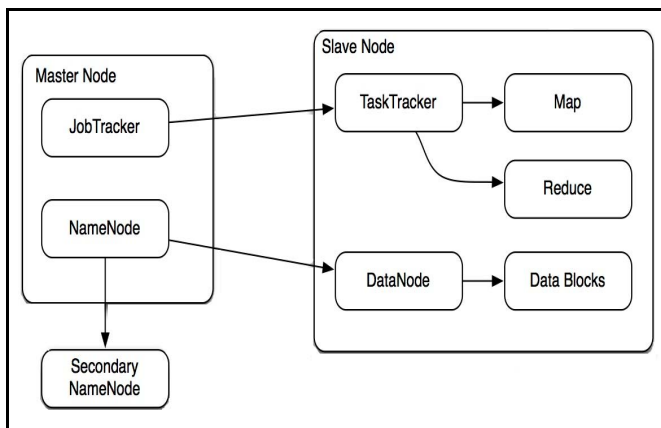 Master Node
JobTracker
NameNode
Secondary
NameNode
Slave Node
TaskTracker
Map
Reduce
DataNode
Data Blocks